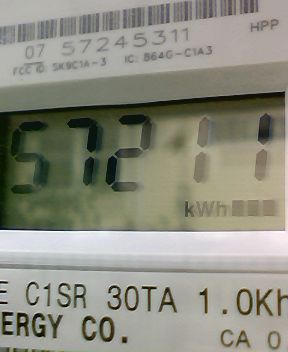 07 57245311
HPP
FCC ID: SK9C1A-3 IC: 864G-C1A3
57211
kWh
E C1SR 30TA 1.0Kh
ERGY CO.
CA 0